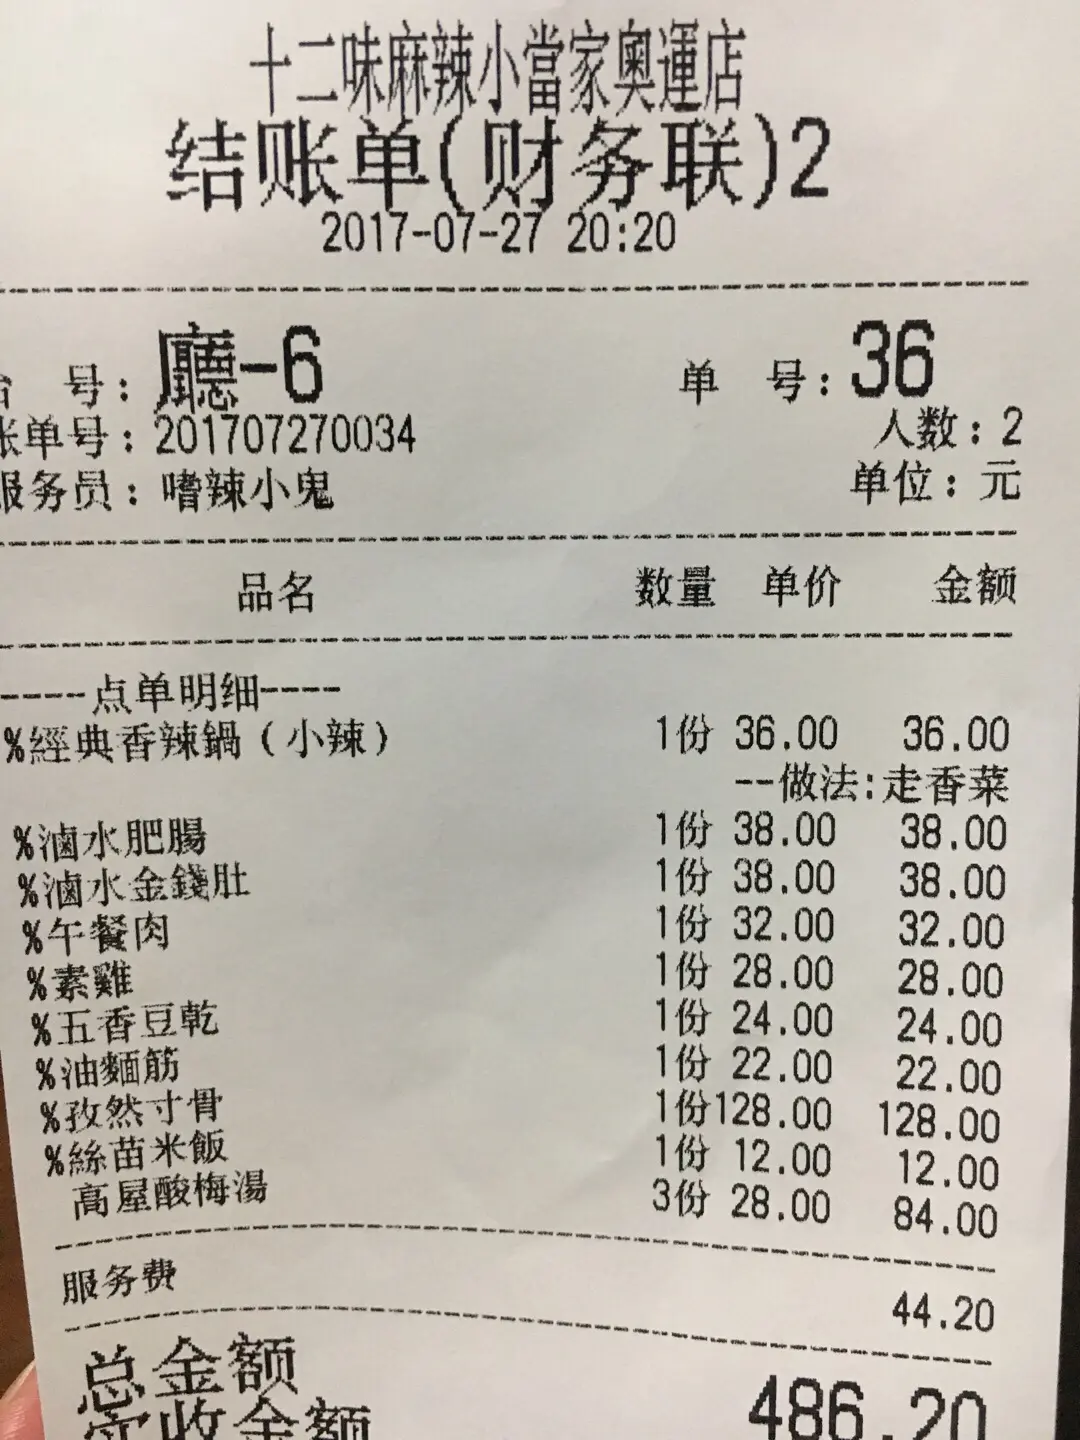 十二味麻辣小當家奧運店
结账单(财务联)2
2017-07-27 20:20
台 号：廳-6 单 号：36
账单号：201707270034 人数：2
服务员：嗜辣小鬼 单位：元
品名 数量 单价 金额
----点单明细----
%經典香辣鍋（小辣） 1份 36.00 36.00
--做法:走香菜
%滷水肥腸 1份 38.00 38.00
%滷水金錢肚 1份 38.00 38.00
%午餐肉 1份 32.00 32.00
%素雞 1份 28.00 28.00
%五香豆乾 1份 24.00 24.00
%油麵筋 1份 22.00 22.00
%孜然寸骨 1份 128.00 128.00
%絲苗米飯 1份 12.00 12.00
高屋酸梅湯 3份 28.00 84.00
服务费 44.20
总金额 486.20
实收金额